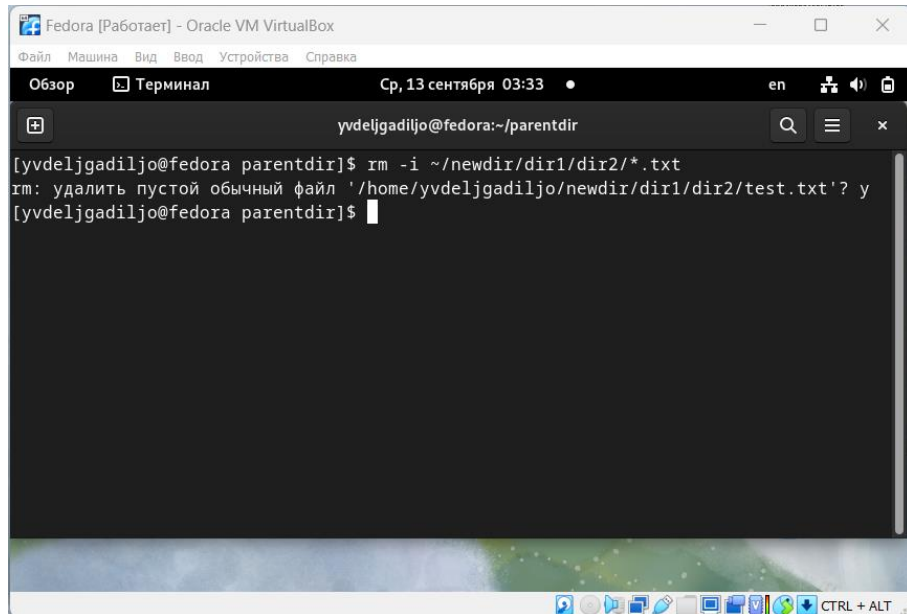 Fedora [Работает] - Oracle VM VirtualBox
Файл Машина Вид Ввод Устройства Справка
Обзор Терминал Ср, 13 сентября 03:33 en
yvdeljgadiljo@fedora:~/parentdir
[yvdeljgadiljo@fedora parentdir]$ rm -i ~/newdir/dir1/dir2/*.txt
rm: удалить пустой обычный файл '/home/yvdeljgadiljo/newdir/dir1/dir2/test.txt'? y
[yvdeljgadiljo@fedora parentdir]$
CTRL + ALT